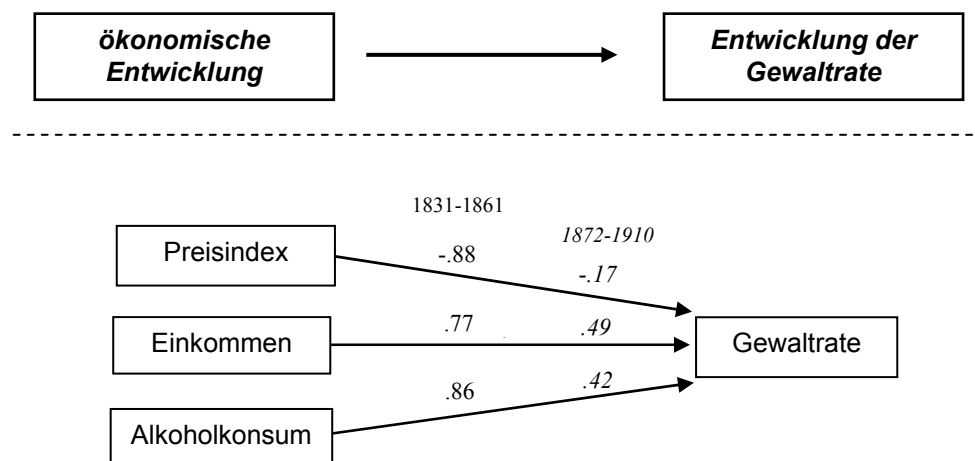 ökonomische
Entwicklung
Entwicklung der
Gewaltrate
1831-1861
1872-1910
Preisindex
-.88
-.17
Einkommen
.77
.49
Gewaltrate
.86
.42
Alkoholkonsum